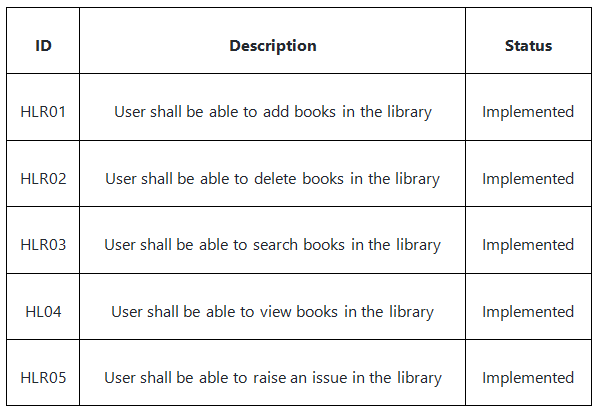 ID Description Status
HLR01 User shall be able to add books in the library Implemented
HLR02 User shall be able to delete books in the library Implemented
HLR03 User shall be able to search books in the library Implemented
HL04 User shall be able to view books in the library Implemented
HLR05 User shall be able to raise an issue in the library Implemented